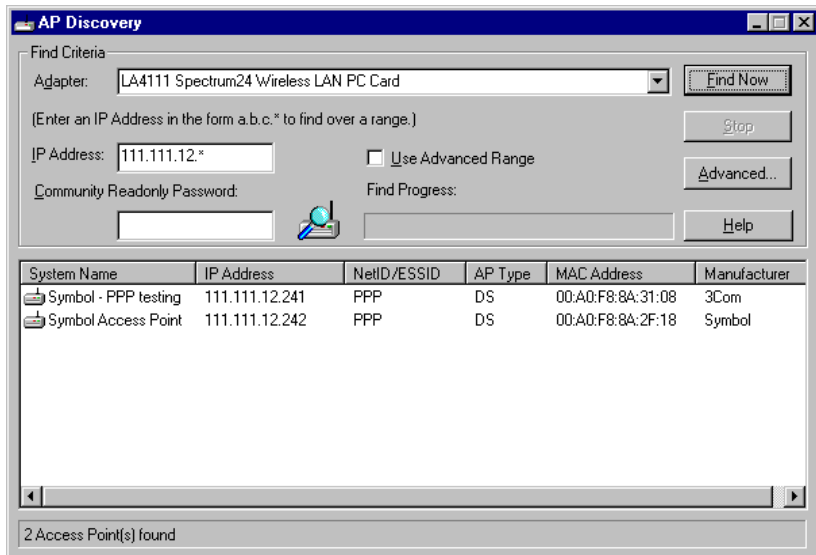 AP Discovery
Find Criteria
Adapter: LA4111 Spectrum24 Wireless LAN PC Card Find Now
(Enter an IP Address in the form a.b.c.* to find over a range.) Stop
IP Address: 111.111.12.* Use Advanced Range Advanced...
Community Readonly Password: Find Progress:
Help
System Name IP Address NetID/ESSID AP Type MAC Address Manufacturer
Symbol - PPP testing 111.111.12.241 PPP DS 00:A0:F8:8A:31:08 3Com
Symbol Access Point 111.111.12.242 PPP DS 00:A0:F8:8A:2F:18 Symbol
2 Access Point(s) found